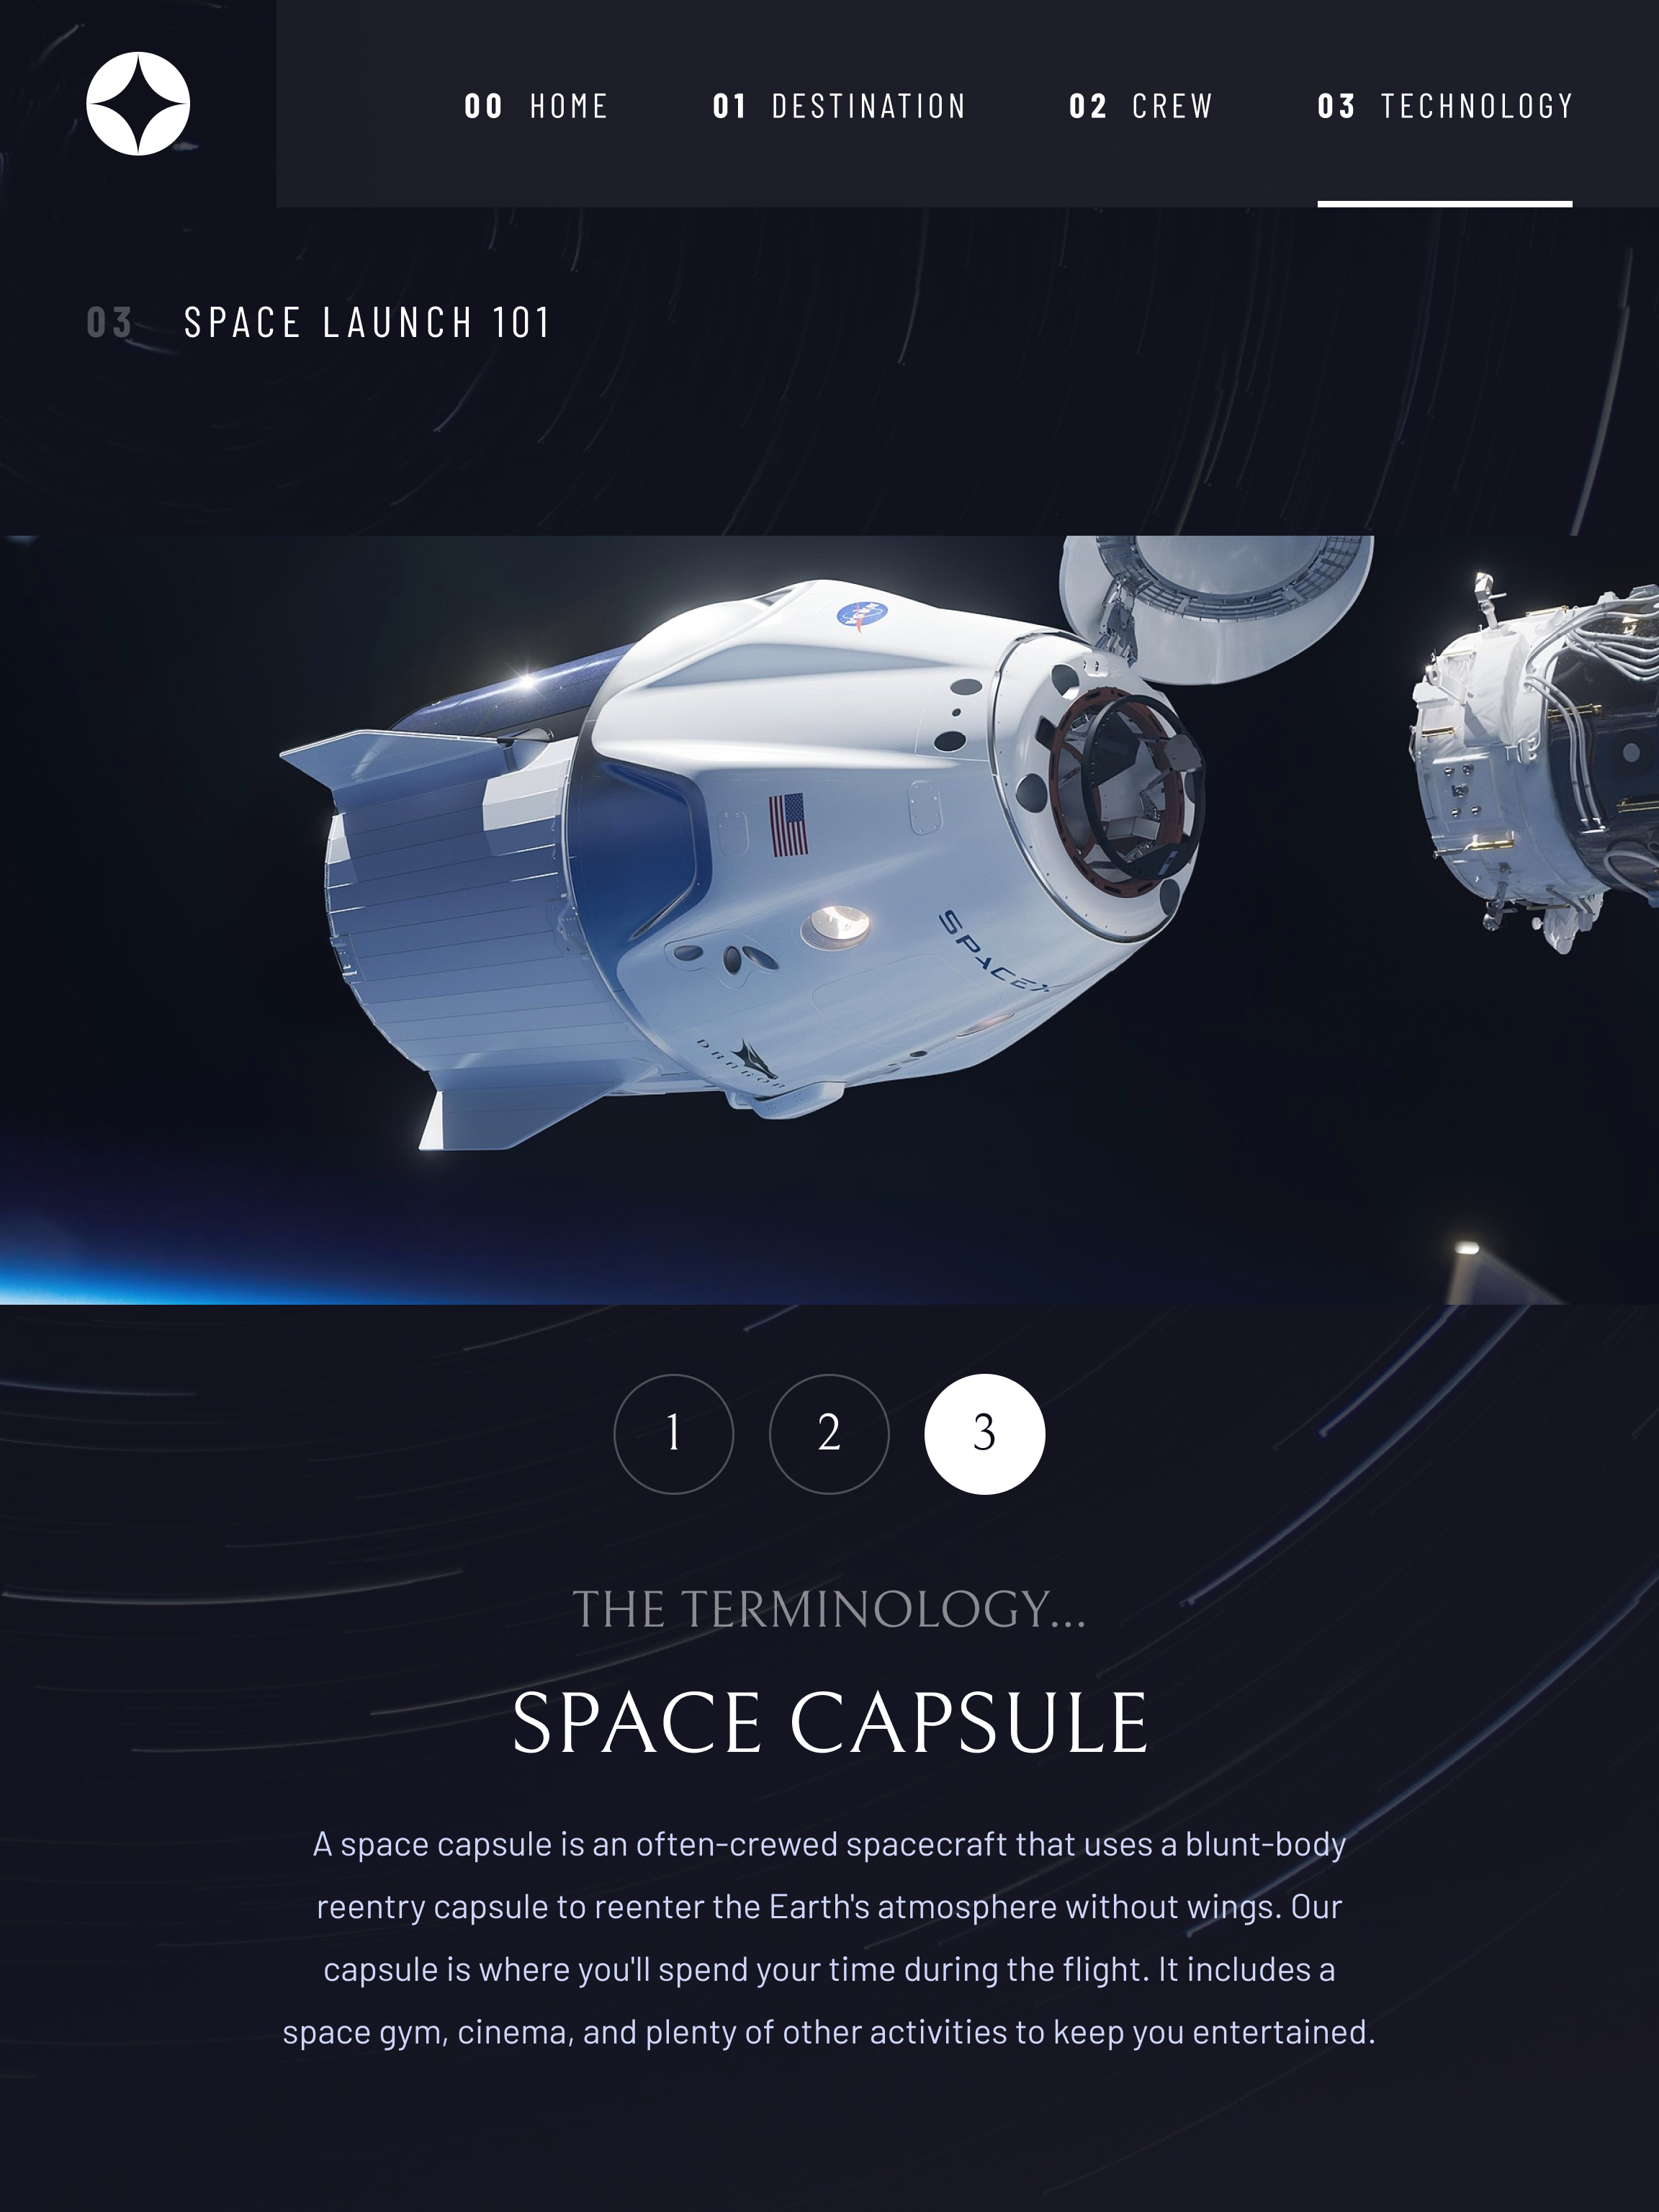 00 HOME 01 DESTINATION 02 CREW 03 TECHNOLOGY
03 SPACE LAUNCH 101
NASA
SPACEX
DRAGON
1 2 3
THE TERMINOLOGY...
SPACE CAPSULE
A space capsule is an often-crewed spacecraft that uses a blunt-body
reentry capsule to reenter the Earth's atmosphere without wings. Our
capsule is where you'll spend your time during the flight. It includes a
space gym, cinema, and plenty of other activities to keep you entertained.